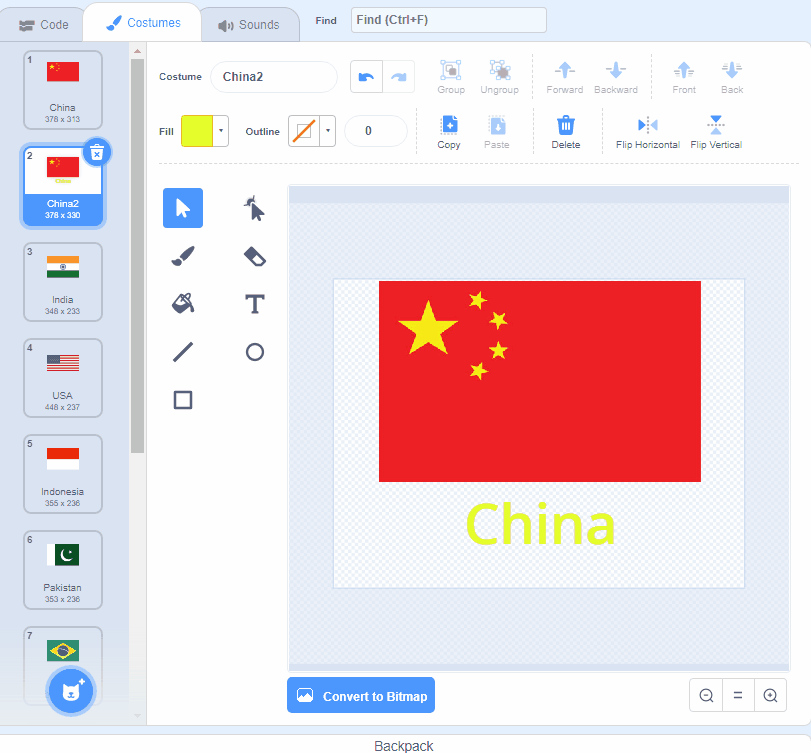 Code
Costumes
Sounds
Find
Find (Ctrl+F)
1
China
378 x 313
2
China2
378 x 330
3
India
348 x 233
4
USA
448 x 237
5
Indonesia
355 x 236
6
Pakistan
353 x 236
7
Costume
China2
Group
Ungroup
Forward
Backward
Front
Back
Fill
Outline
0
Copy
Paste
Delete
Flip Horizontal
Flip Vertical
T
China
Convert to Bitmap
Backpack